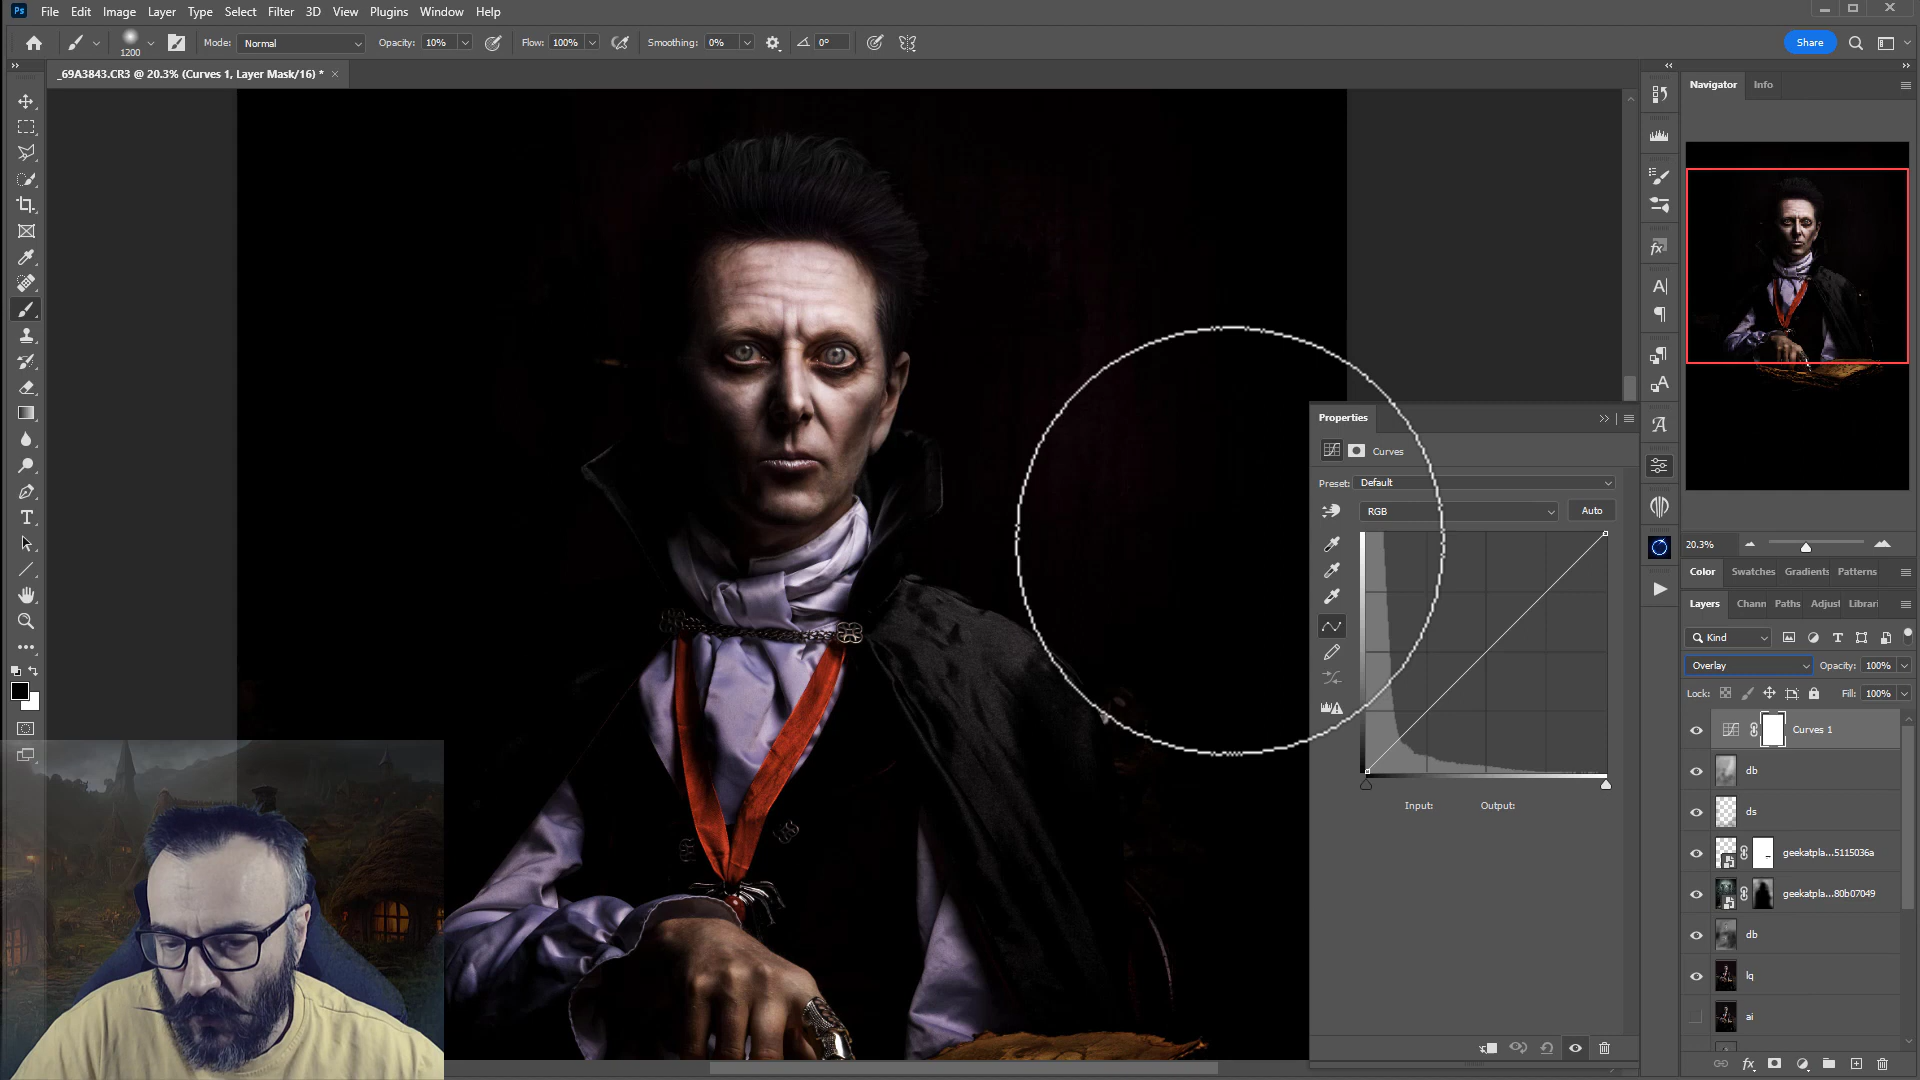 Ps File Edit Image Layer Type Select Filter 3D View Plugins Window Help
1200 Mode: Normal Opacity: 10% Flow: 100% Smoothing: 0% 0° Share
_69A3843.CR3 @ 20.3% (Curves 1, Layer Mask/16) * ×
Navigator Info
Properties
Curves
Preset: Default
RGB Auto
Input: Output:
20.3%
Color Swatches Gradients Patterns
Layers Chann Paths Adjust Librari
Kind
Overlay Opacity: 100%
Lock: Fill: 100%
Curves 1
db
ds
geekatpla...5115036a
geekatpla...80b07049
db
lq
ai